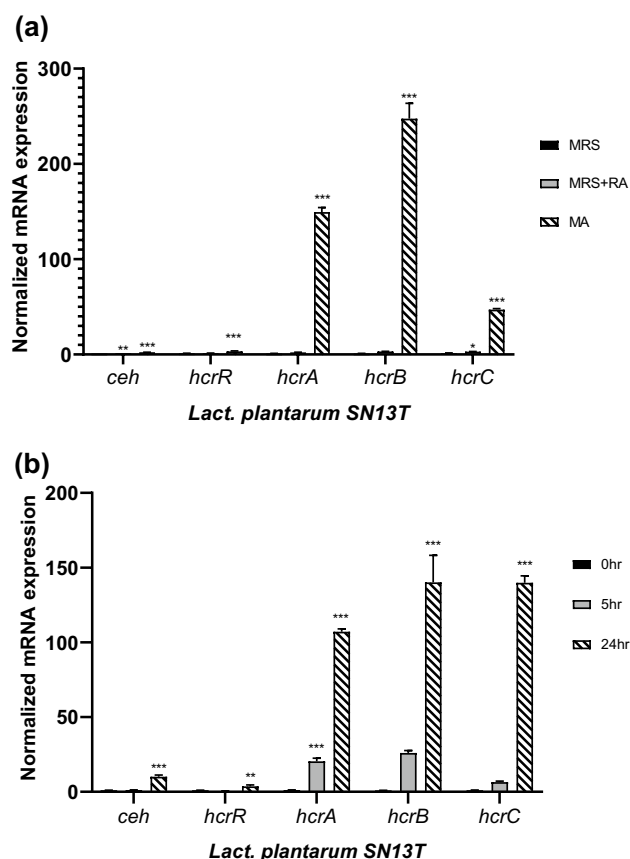 (a)
Normalized mRNA expression
300
200
100
0
** *** *** *** *** * ***
ceh hcrR hcrA hcrB hcrC
Lact. plantarum SN13T
MRS
MRS+RA
MA
(b)
Normalized mRNA expression
200
150
100
50
0
*** ** *** *** *** ***
ceh hcrR hcrA hcrB hcrC
Lact. plantarum SN13T
0hr
5hr
24hr